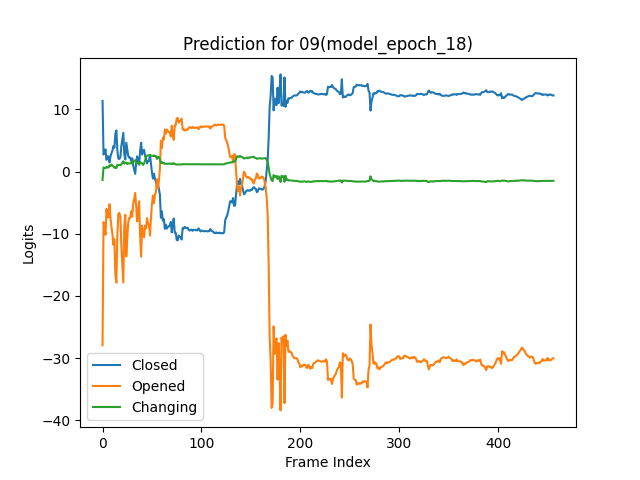 Prediction for 09(model_epoch_18)
Logits
10
0
−10
−20
−30
−40
Closed
Opened
Changing
0 100 200 300 400
Frame Index